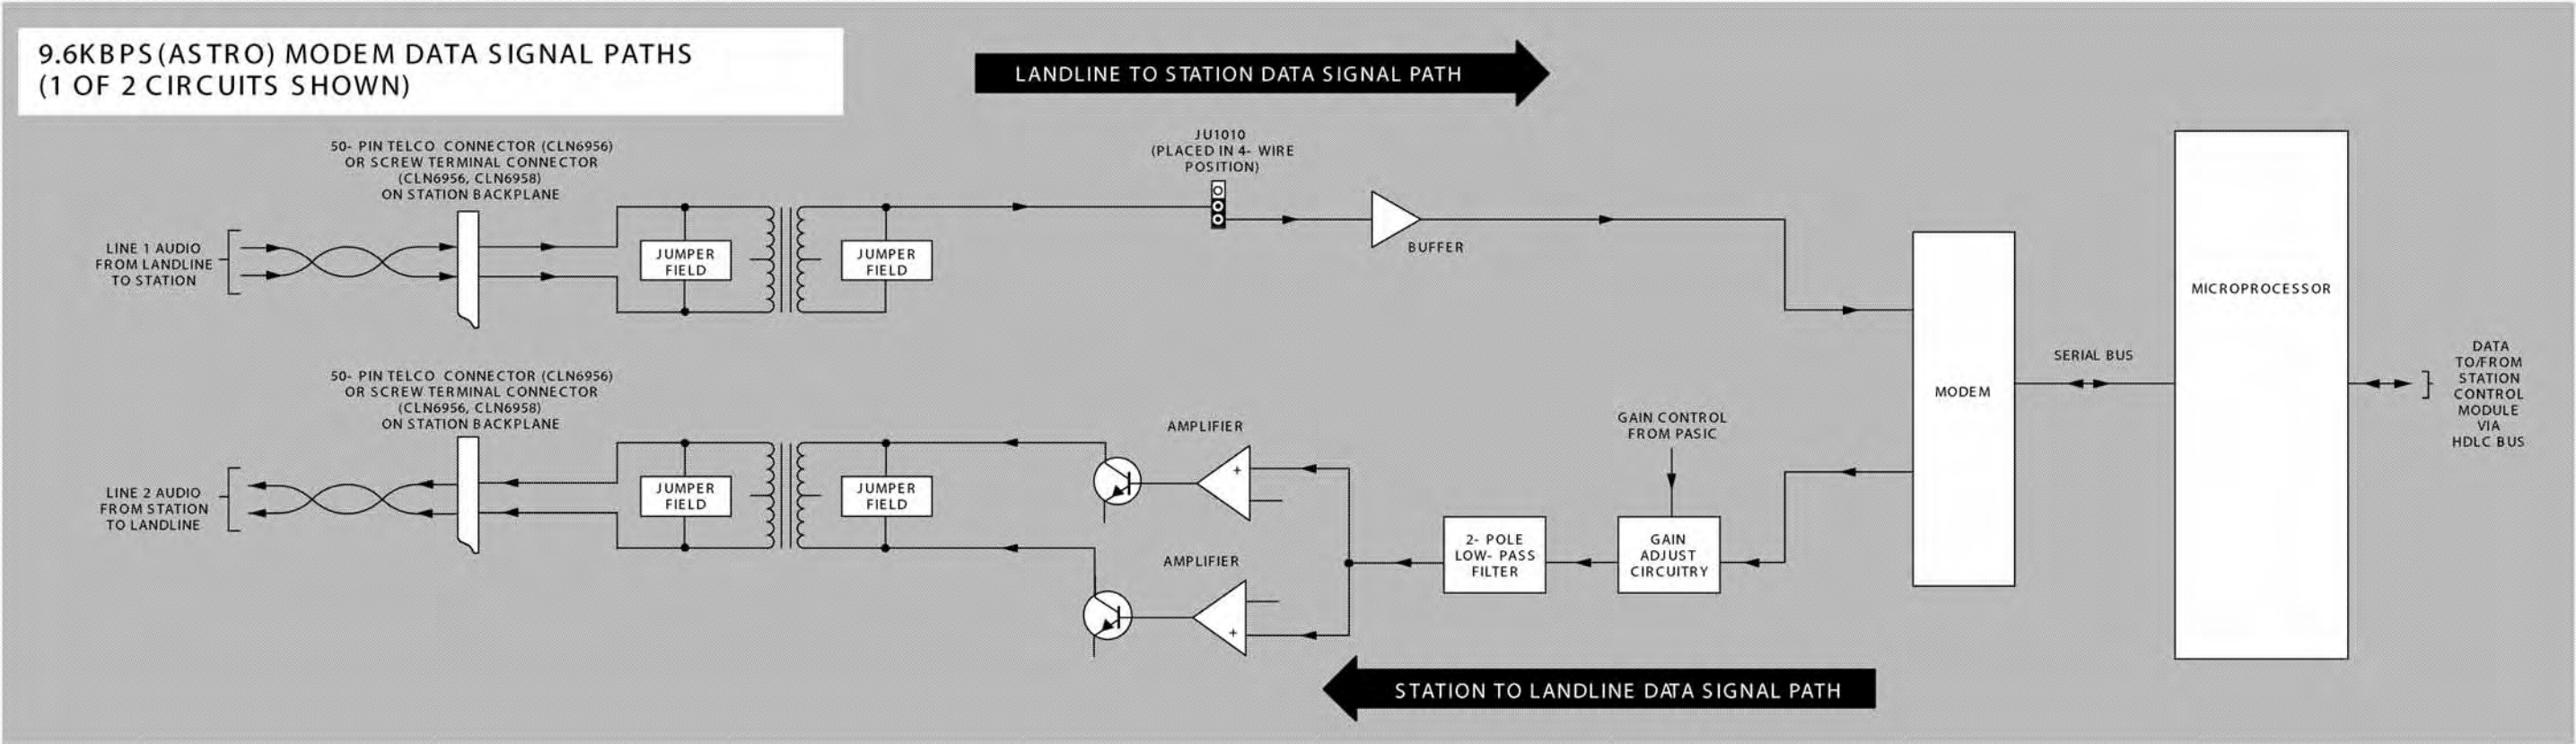 9.6KBPS (ASTRO) MODEM DATA SIGNAL PATHS
(1 OF 2 CIRCUITS SHOWN)
LANDLINE TO STATION DATA SIGNAL PATH
50- PIN TELCO CONNECTOR (CLN6956)
OR SCREW TERMINAL CONNECTOR
(CLN6956, CLN6958)
ON STATION BACKPLANE
JU1010
(PLACED IN 4- WIRE
POSITION)
LINE 1 AUDIO
FROM LANDLINE
TO STATION
JUMPER
FIELD
JUMPER
FIELD
BUFFER
MICROPROCESSOR
MODEM
SERIAL BUS
DATA
TO/FROM
STATION
CONTROL
MODULE
VIA
HDLC BUS
50- PIN TELCO CONNECTOR (CLN6956)
OR SCREW TERMINAL CONNECTOR
(CLN6956, CLN6958)
ON STATION BACKPLANE
LINE 2 AUDIO
FROM STATION
TO LANDLINE
JUMPER
FIELD
JUMPER
FIELD
AMPLIFIER
+
AMPLIFIER
+
2- POLE
LOW- PASS
FILTER
GAIN CONTROL
FROM PASIC
GAIN
ADJUST
CIRCUITRY
STATION TO LANDLINE DATA SIGNAL PATH